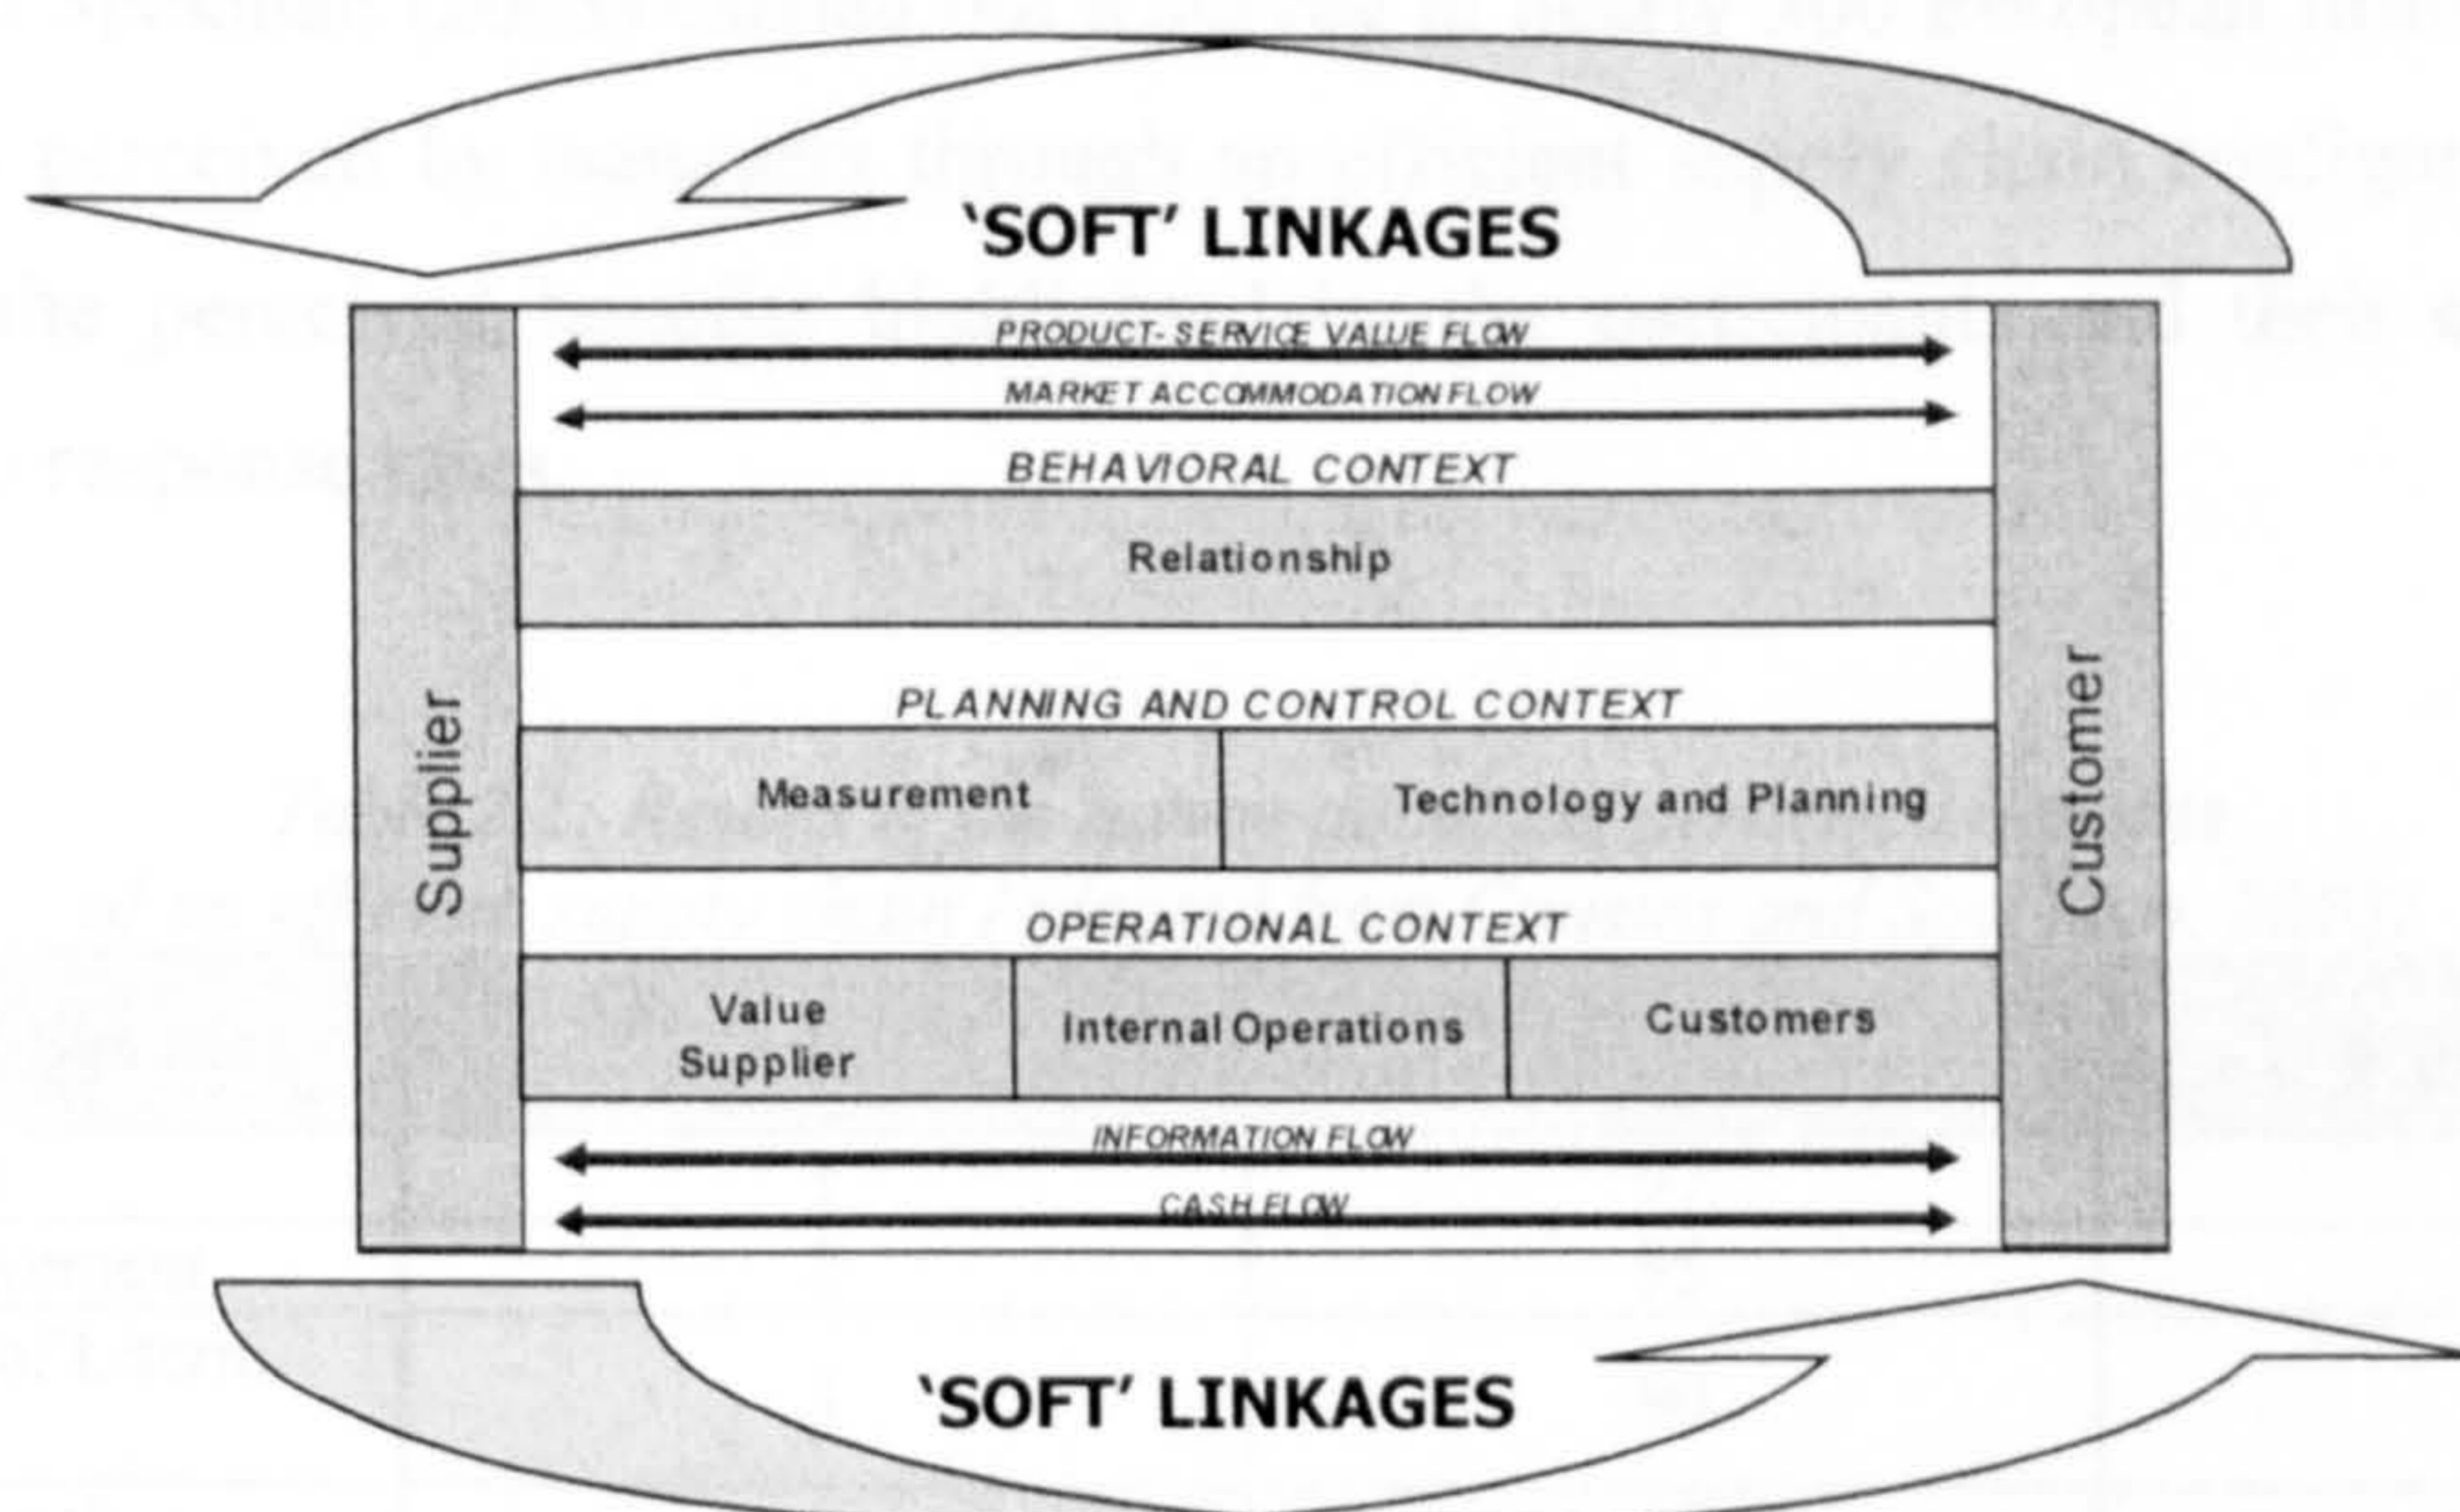 ‘SOFT’ LINKAGES
PRODUCT- SERVICE VALUE FLOW
MARKET ACCOMMODATION FLOW
BEHAVIORAL CONTEXT
Relationship
PLANNING AND CONTROL CONTEXT
Supplier
Measurement
Technology and Planning
Customer
OPERATIONAL CONTEXT
Value
Supplier
Internal Operations
Customers
INFORMATION FLOW
CASH FLOW
‘SOFT’ LINKAGES